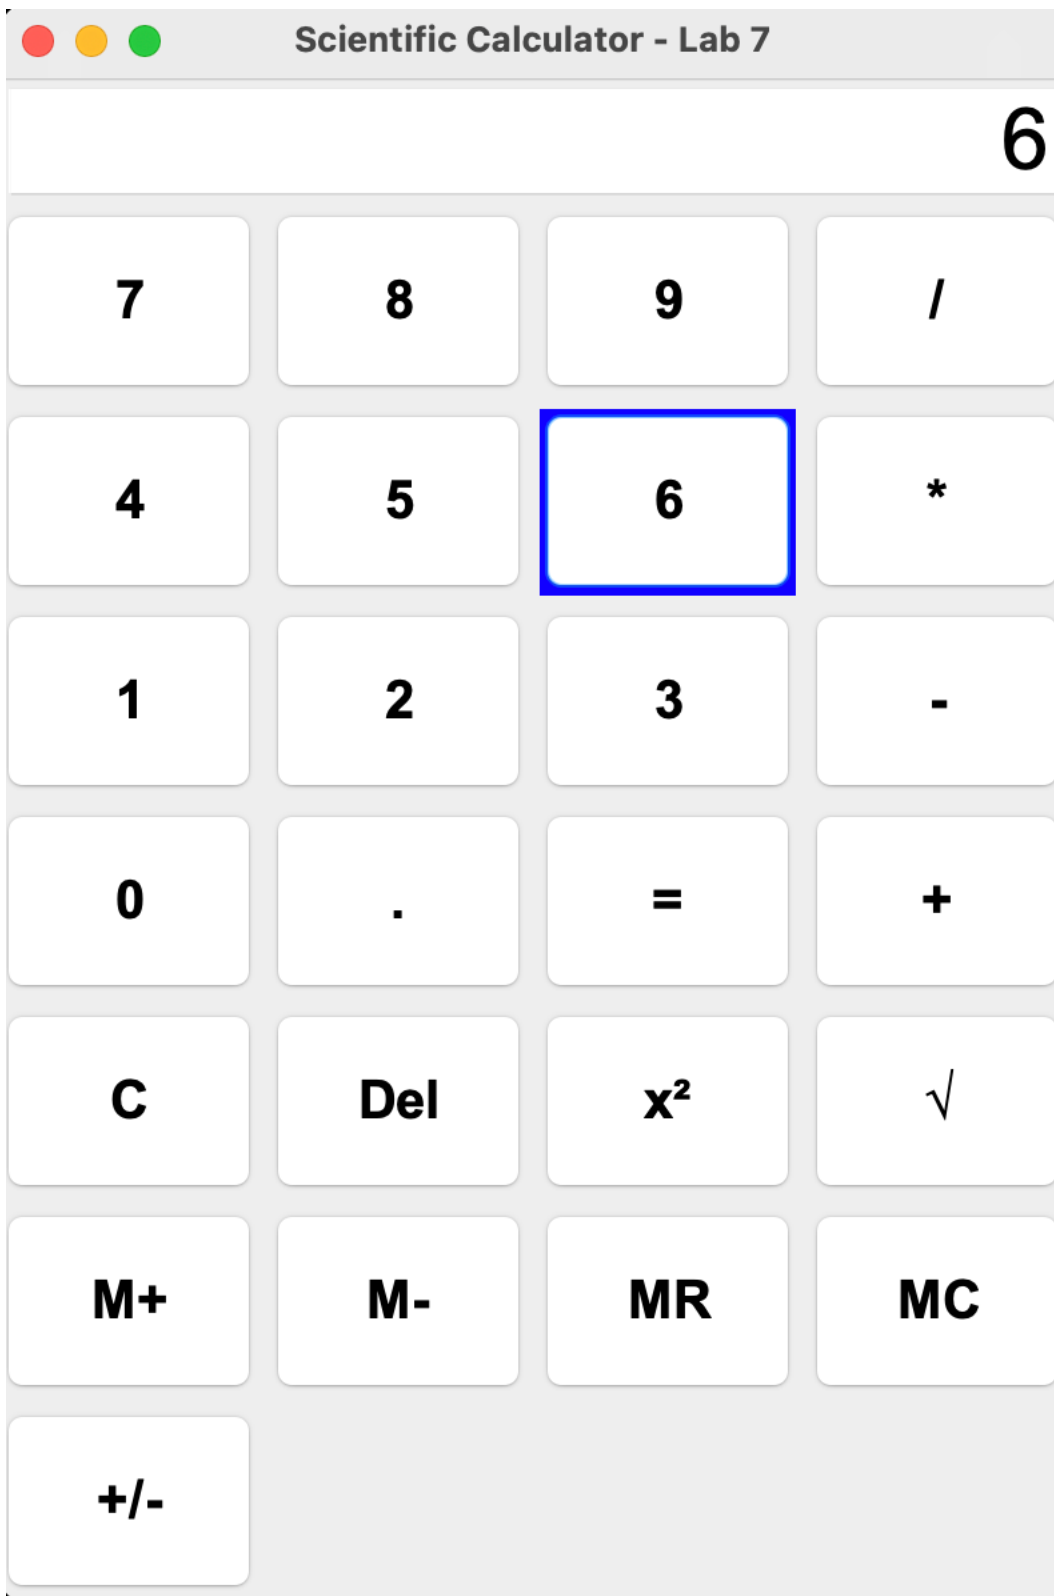 Scientific Calculator - Lab 7
6
7 8 9 /
4 5 6 *
1 2 3 -
0 . = +
C Del x² √
M+ M- MR MC
+/-